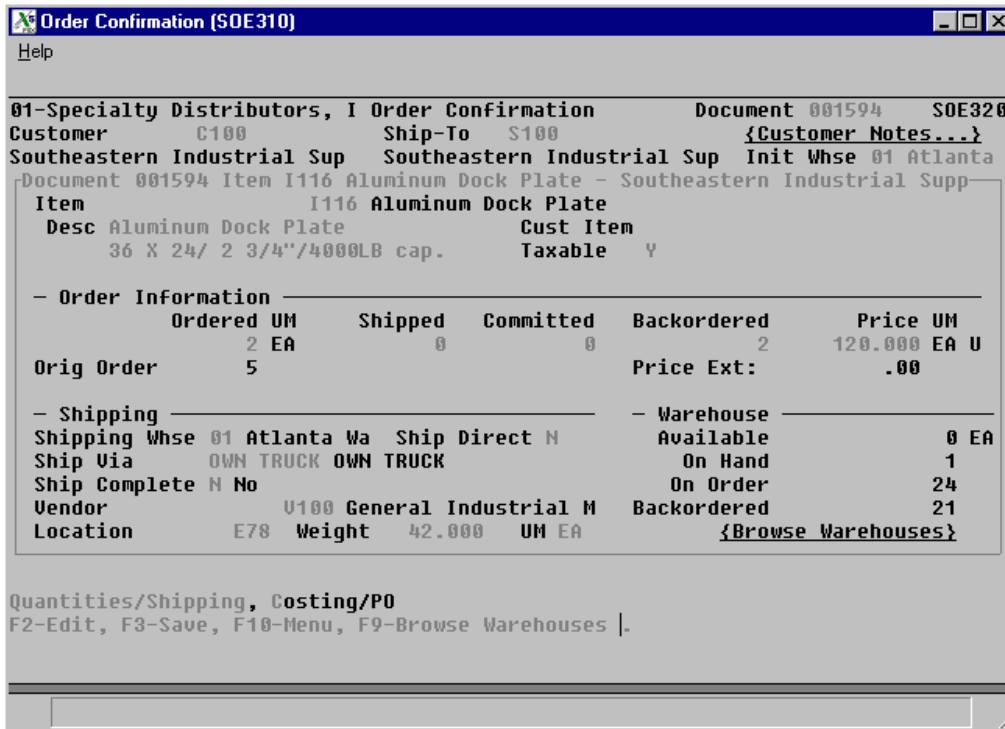 Order Confirmation (SOE310)
Help
01-Specialty Distributors, I Order Confirmation Document 001594 SOE320
Customer C100 Ship-To S100 {Customer Notes...}
Southeastern Industrial Sup Southeastern Industrial Sup Init Whse 01 Atlanta
Document 001594 Item I116 Aluminum Dock Plate - Southeastern Industrial Supp
Item I116 Aluminum Dock Plate
Desc Aluminum Dock Plate Cust Item
36 X 24/ 2 3/4"/4000LB cap. Taxable Y
- Order Information
Ordered UM Shipped Committed Backordered Price UM
2 EA 0 0 2 120.000 EA U
Orig Order 5 Price Ext: .00
- Shipping - Warehouse
Shipping Whse 01 Atlanta Wa Ship Direct N Available 0 EA
Ship Via OWN TRUCK OWN TRUCK On Hand 1
Ship Complete N No On Order 24
Vendor V100 General Industrial M Backordered 21
Location E78 Weight 42.000 UM EA {Browse Warehouses}
Quantities/Shipping, Costing/PO
F2-Edit, F3-Save, F10-Menu, F9-Browse Warehouses .